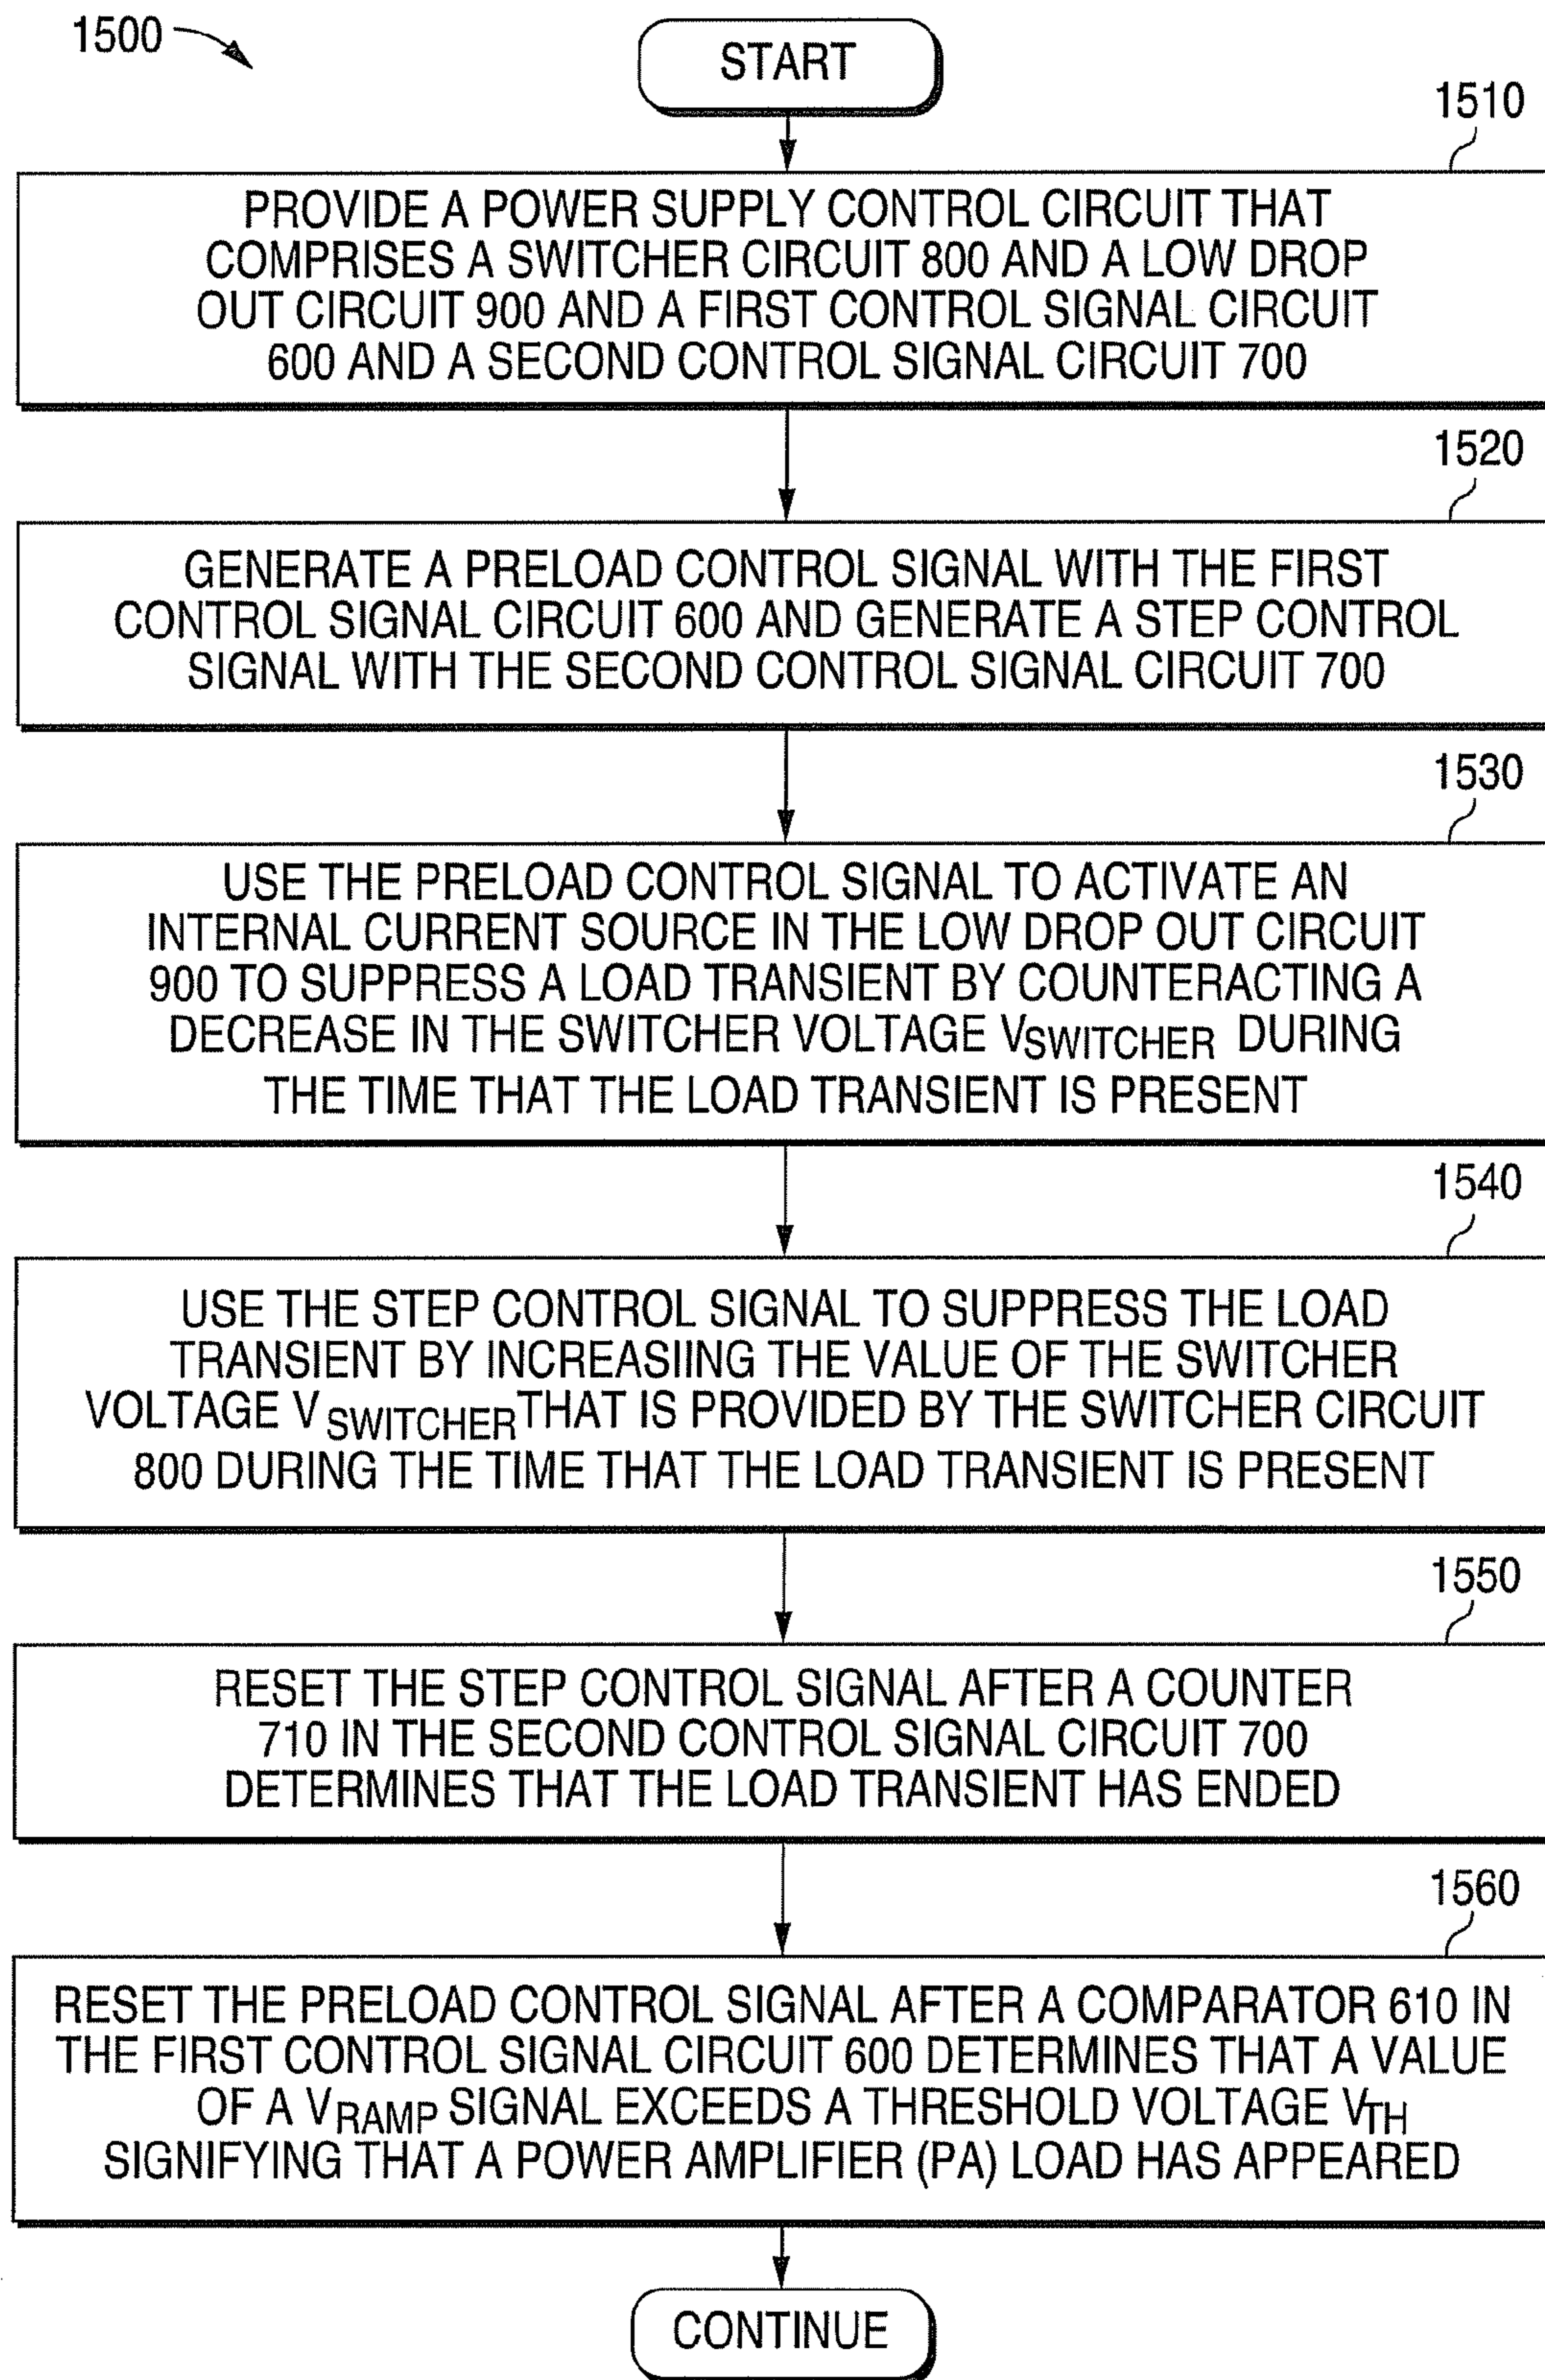 1500
START
1510
PROVIDE A POWER SUPPLY CONTROL CIRCUIT THAT
COMPRISES A SWITCHER CIRCUIT 800 AND A LOW DROP
OUT CIRCUIT 900 AND A FIRST CONTROL SIGNAL CIRCUIT
600 AND A SECOND CONTROL SIGNAL CIRCUIT 700
1520
GENERATE A PRELOAD CONTROL SIGNAL WITH THE FIRST
CONTROL SIGNAL CIRCUIT 600 AND GENERATE A STEP CONTROL
SIGNAL WITH THE SECOND CONTROL SIGNAL CIRCUIT 700
1530
USE THE PRELOAD CONTROL SIGNAL TO ACTIVATE AN
INTERNAL CURRENT SOURCE IN THE LOW DROP OUT CIRCUIT
900 TO SUPPRESS A LOAD TRANSIENT BY COUNTERACTING A
DECREASE IN THE SWITCHER VOLTAGE VSWITCHER DURING
THE TIME THAT THE LOAD TRANSIENT IS PRESENT
1540
USE THE STEP CONTROL SIGNAL TO SUPPRESS THE LOAD
TRANSIENT BY INCREASIING THE VALUE OF THE SWITCHER
VOLTAGE VSWITCHER THAT IS PROVIDED BY THE SWITCHER CIRCUIT
800 DURING THE TIME THAT THE LOAD TRANSIENT IS PRESENT
1550
RESET THE STEP CONTROL SIGNAL AFTER A COUNTER
710 IN THE SECOND CONTROL SIGNAL CIRCUIT 700
DETERMINES THAT THE LOAD TRANSIENT HAS ENDED
1560
RESET THE PRELOAD CONTROL SIGNAL AFTER A COMPARATOR 610 IN
THE FIRST CONTROL SIGNAL CIRCUIT 600 DETERMINES THAT A VALUE
OF A VRAMP SIGNAL EXCEEDS A THRESHOLD VOLTAGE VTH
SIGNIFYING THAT A POWER AMPLIFIER (PA) LOAD HAS APPEARED
CONTINUE